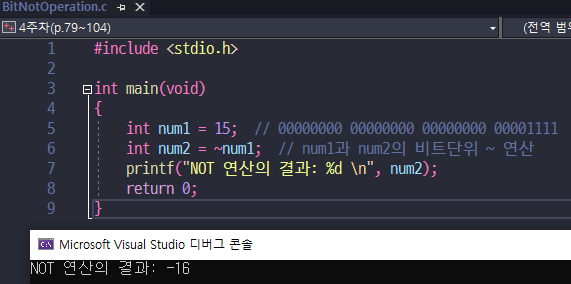 BitNotOperation.c
4주차(p.79~104)
(전역 범위
1 #include <stdio.h>
2
3 int main(void)
4 {
5 int num1 = 15; // 00000000 00000000 00000000 00001111
6 int num2 = ~num1; // num1과 num2의 비트단위 ~ 연산
7 printf("NOT 연산의 결과: %d \n", num2);
8 return 0;
9 }
Microsoft Visual Studio 디버그 콘솔
NOT 연산의 결과: -16